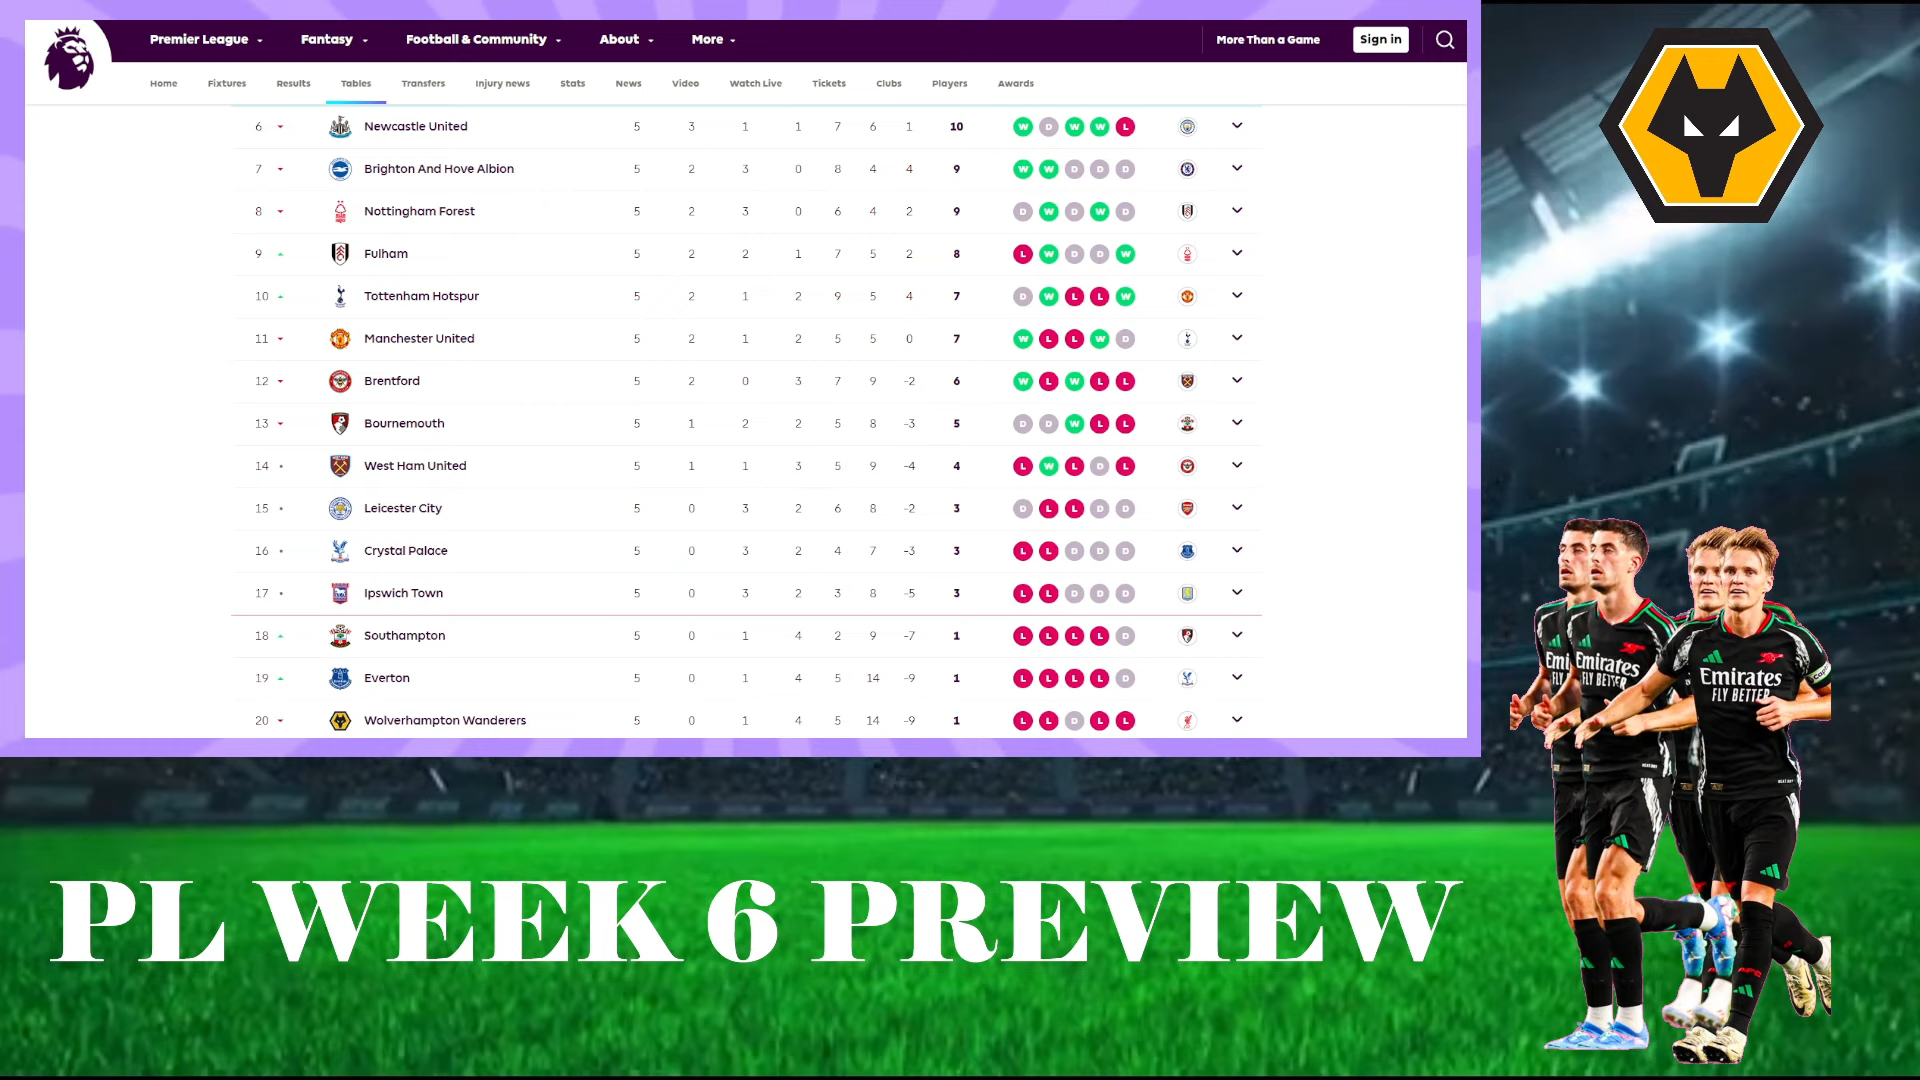 Premier League Fantasy Football & Community About More More Than a Game Sign in
Home Fixtures Results Tables Transfers Injury news Stats News Video Watch Live Tickets Clubs Players Awards
6 Newcastle United 5 3 1 1 7 6 1 10 W D W W L
7 Brighton And Hove Albion 5 2 3 0 8 4 4 9 W W D D D
8 Nottingham Forest 5 2 3 0 6 4 2 9 D W D W D
9 Fulham 5 2 2 1 7 5 2 8 L W D D W
10 Tottenham Hotspur 5 2 1 2 9 5 4 7 D W L L W
11 Manchester United 5 2 1 2 5 5 0 7 W L L W D
12 Brentford 5 2 0 3 7 9 -2 6 W L W L L
13 Bournemouth 5 1 2 2 5 8 -3 5 D D W L L
14 West Ham United 5 1 1 3 5 9 -4 4 L W L D L
15 Leicester City 5 0 3 2 6 8 -2 3 D L L D D
16 Crystal Palace 5 0 3 2 4 7 -3 3 L L D D D
17 Ipswich Town 5 0 3 2 3 8 -5 3 L L D D D
18 Southampton 5 0 1 4 2 9 -7 1 L L L L D
19 Everton 5 0 1 4 5 14 -9 1 L L L L D
20 Wolverhampton Wanderers 5 0 1 4 5 14 -9 1 L L D L L
Emirates
FLY BETTER
Emirates
FLY BETTER
PL WEEK 6 PREVIEW